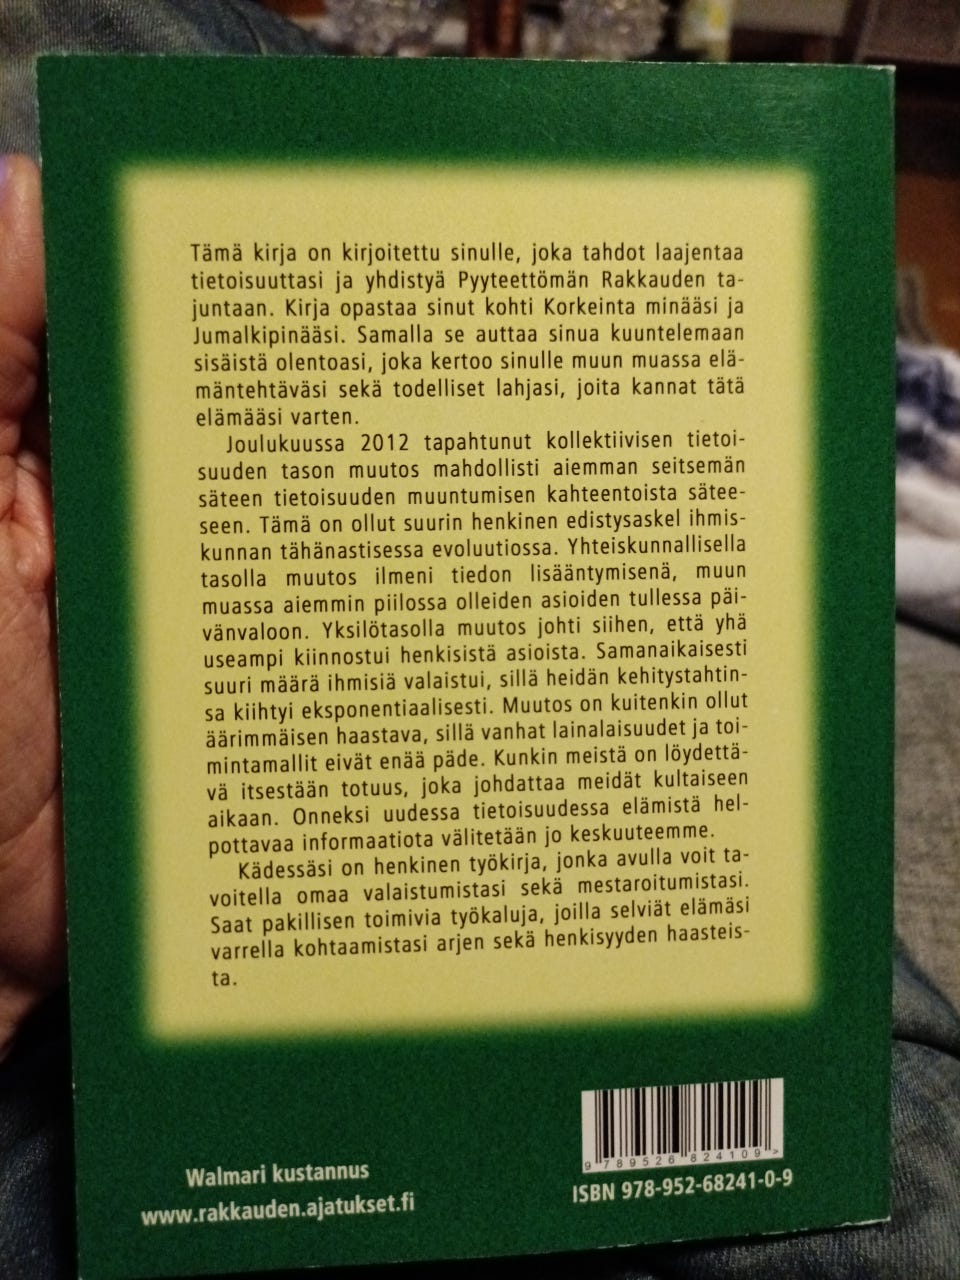 Tämä kirja on kirjoitettu sinulle, joka tahdot laajentaa
tietoisuuttasi ja yhdistyä Pyyteettömän Rakkauden ta-
juntaan. Kirja opastaa sinut kohti Korkeinta minääsi ja
Jumalkipinääsi. Samalla se auttaa sinua kuuntelemaan
sisäistä olentoasi, joka kertoo sinulle muun muassa elä-
mäntehtäväsi sekä todelliset lahjasi, joita kannat tätä
elämääsi varten.
Joulukuussa 2012 tapahtunut kollektiivisen tietoi-
suuden tason muutos mahdollisti aiemman seitsemän
säteen tietoisuuden muuntumisen kahteentoista sätee-
seen. Tämä on ollut suurin henkinen edistysaskel ihmis-
kunnan tähänastisessa evoluutiossa. Yhteiskunnallisella
tasolla muutos ilmeni tiedon lisääntymisenä, muun
muassa aiemmin piilossa olleiden asioiden tullessa päi-
vänvaloon. Yksilötasolla muutos johti siihen, että yhä
useampi kiinnostui henkisistä asioista. Samanaikaisesti
suuri määrä ihmisiä valaistui, sillä heidän kehitystahtin-
sa kiihtyi eksponentiaalisesti. Muutos on kuitenkin ollut
äärimmäisen haastava, sillä vanhat lainalaisuudet ja toi-
mintamallit eivät enää päde. Kunkin meistä on löydettä-
vä itsestään totuus, joka johdattaa meidät kultaiseen
aikaan. Onneksi uudessa tietoisuudessa elämistä hel-
pottavaa informaatiota välitetään jo keskuuteemme.
Kädessäsi on henkinen työkirja, jonka avulla voit ta-
voitella omaa valaistumistasi sekä mestaroitumistasi.
Saat pakillisen toimivia työkaluja, joilla selviät elämäsi
varrella kohtaamistasi arjen sekä henkisyyden haasteis-
ta.
9 789526 824109 >
Walmari kustannus
ISBN 978-952-68241-0-9
www.rakkauden.ajatukset.fi